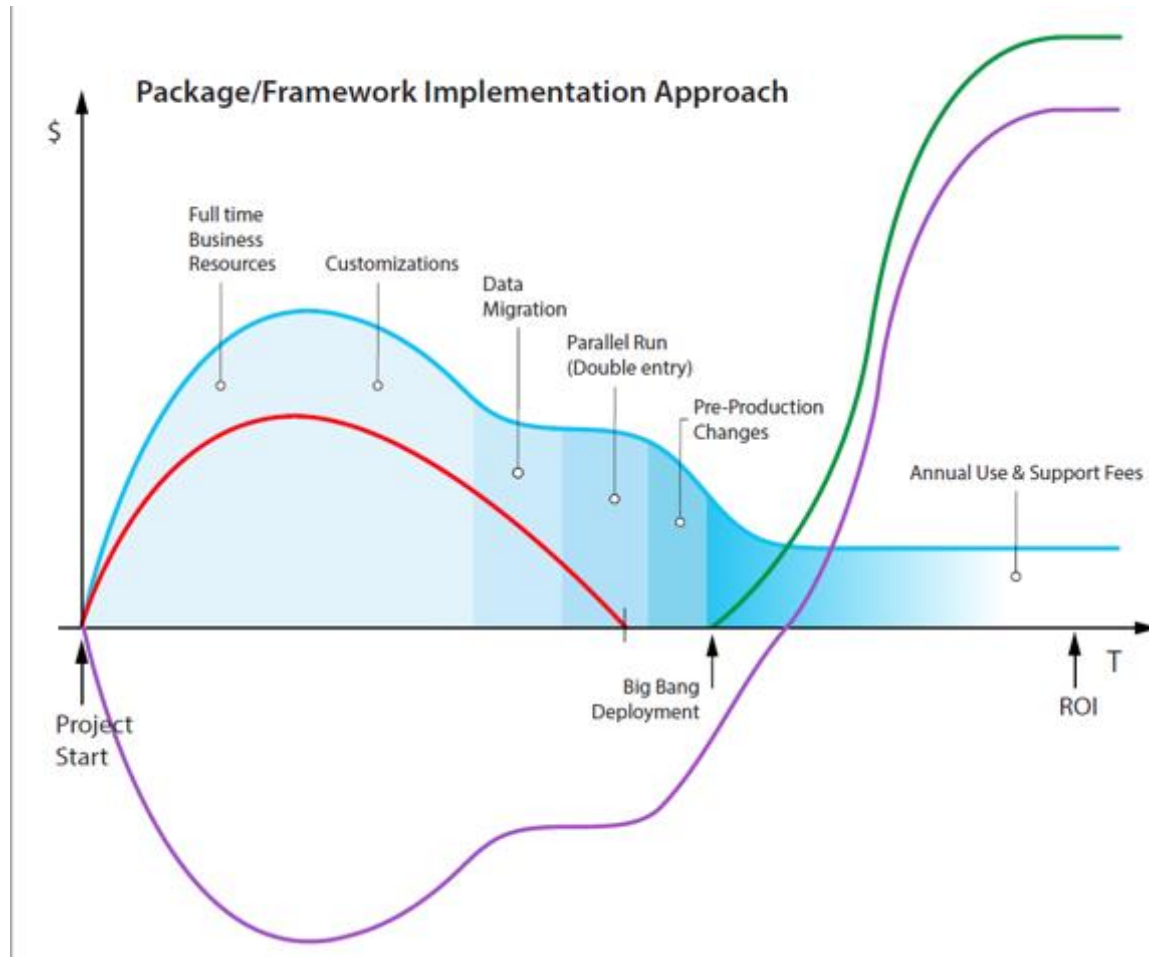 Package/Framework Implementation Approach
$
Full time
Business
Resources
Customizations
Data
Migration
Parallel Run
(Double entry)
Pre-Production
Changes
Annual Use & Support Fees
Project
Start
Big Bang
Deployment
ROI
T